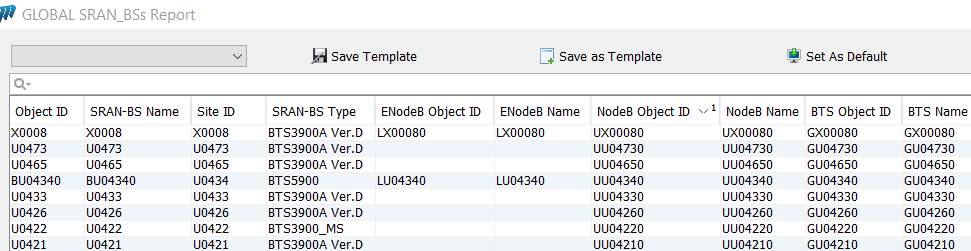 GLOBAL SRAN_BSs Report
Save Template Save as Template Set As Default
Object ID SRAN-BS Name Site ID SRAN-BS Type ENodeB Object ID ENodeB Name NodeB Object ID 1 NodeB Name BTS Object ID BTS Name
X0008 X0008 X0008 BTS3900A Ver.D LX00080 LX00080 UX00080 UX00080 GX00080 GX00080
U0473 U0473 U0473 BTS3900A Ver.D UU04730 UU04730 GU04730 GU04730
U0465 U0465 U0465 BTS3900A Ver.D UU04650 UU04650 GU04650 GU04650
BU04340 BU04340 U0434 BTS5900 LU04340 LU04340 UU04340 UU04340 GU04340 GU04340
U0433 U0433 U0433 BTS3900A Ver.D UU04330 UU04330 GU04330 GU04330
U0426 U0426 U0426 BTS3900A Ver.D UU04260 UU04260 GU04260 GU04260
U0422 U0422 U0422 BTS3900_MS UU04220 UU04220 GU04220 GU04220
U0421 U0421 U0421 BTS3900A Ver.D UU04210 UU04210 GU04210 GU04210